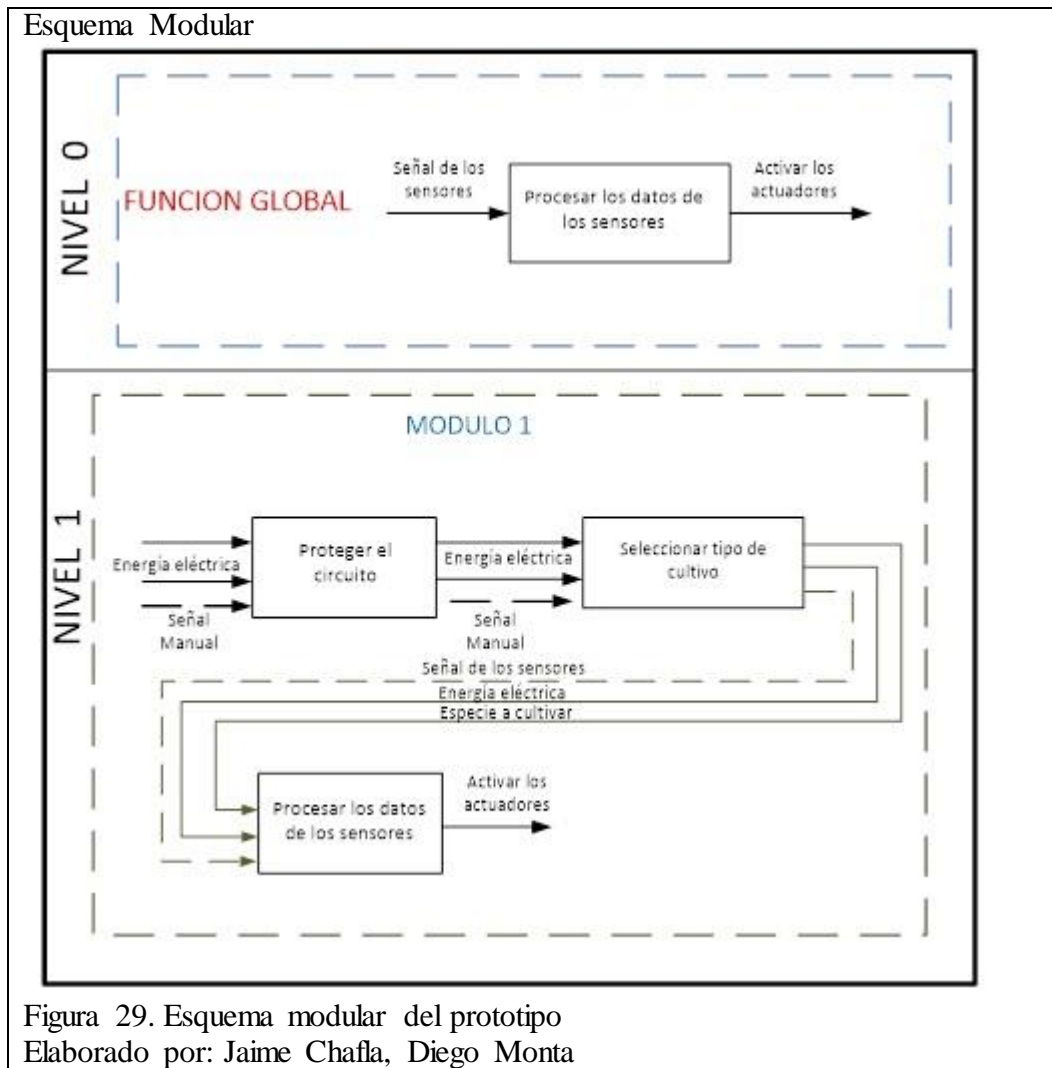 Esquema Modular
NIVEL 0
FUNCION GLOBAL
Señal de los
sensores
Procesar los datos de
los sensores
Activar los
actuadores
NIVEL 1
MODULO 1
Energía eléctrica
Señal
Manual
Proteger el
circuito
Energía eléctrica
Señal
Manual
Seleccionar tipo de
cultivo
Señal de los sensores
Energía eléctrica
Especie a cultivar
Procesar los datos
de los sensores
Activar los
actuadores
Figura 29. Esquema modular del prototipo
Elaborado por: Jaime Chafla, Diego Monta